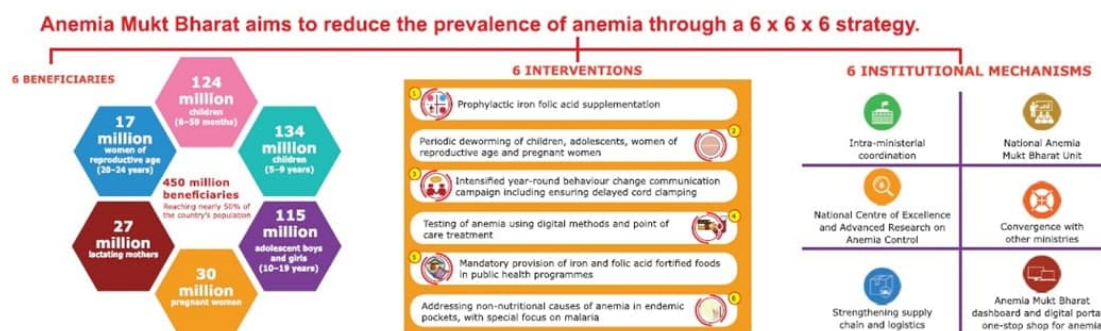 Anemia Mukt Bharat aims to reduce the prevalence of anemia through a 6 x 6 x 6 strategy.
6 BENEFICIARIES
124
million
children
(6-59 months)
17
million
women of
reproductive age
(20-24 years)
134
million
children
(5-9 years)
450 million
beneficiaries
Reaching nearly 50% of
the country's population
27
million
lactating mothers
115
million
adolescent boys
and girls
(10-19 years)
30
million
pregnant women
6 INTERVENTIONS
1
Prophylactic iron folic acid supplementation
Periodic deworming of children, adolescents, women of
reproductive age and pregnant women
2
3
Intensified year-round behaviour change communication
campaign including ensuring delayed cord clamping
Testing of anemia using digital methods and point of
care treatment
4
5
Mandatory provision of iron and folic acid fortified foods
in public health programmes
Addressing non-nutritional causes of anemia in endemic
pockets, with special focus on malaria
6
6 INSTITUTIONAL MECHANISMS
Intra-ministerial
coordination
National Anemia
Mukt Bharat Unit
National Centre of Excellence
and Advanced Research on
Anemia Control
Convergence with
other ministries
Strengthening supply
chain and logistics
Anemia Mukt Bharat
dashboard and digital porta
one-stop shop for anemia